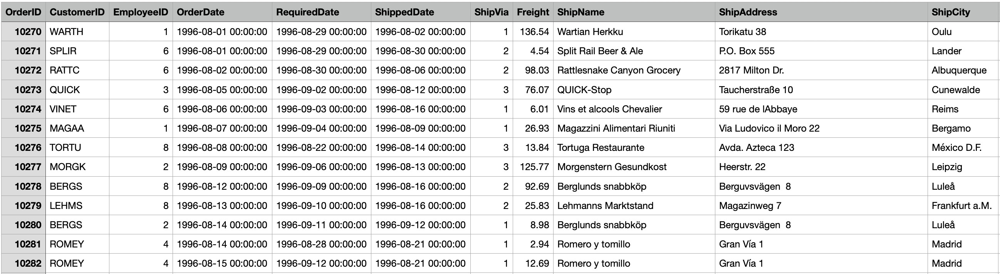 OrderID CustomerID EmployeeID OrderDate RequiredDate ShippedDate ShipVia Freight ShipName ShipAddress ShipCity
10270 WARTH 1 1996-08-01 00:00:00 1996-08-29 00:00:00 1996-08-02 00:00:00 1 136.54 Wartian Herkku Torikatu 38 Oulu
10271 SPLIR 6 1996-08-01 00:00:00 1996-08-29 00:00:00 1996-08-30 00:00:00 2 4.54 Split Rail Beer & Ale P.O. Box 555 Lander
10272 RATTC 6 1996-08-02 00:00:00 1996-08-30 00:00:00 1996-08-06 00:00:00 2 98.03 Rattlesnake Canyon Grocery 2817 Milton Dr. Albuquerque
10273 QUICK 3 1996-08-05 00:00:00 1996-09-02 00:00:00 1996-08-12 00:00:00 3 76.07 QUICK-Stop Taucherstraße 10 Cunewalde
10274 VINET 6 1996-08-06 00:00:00 1996-09-03 00:00:00 1996-08-16 00:00:00 1 6.01 Vins et alcools Chevalier 59 rue de lAbbaye Reims
10275 MAGAA 1 1996-08-07 00:00:00 1996-09-04 00:00:00 1996-08-09 00:00:00 1 26.93 Magazzini Alimentari Riuniti Via Ludovico il Moro 22 Bergamo
10276 TORTU 8 1996-08-08 00:00:00 1996-08-22 00:00:00 1996-08-14 00:00:00 3 13.84 Tortuga Restaurante Avda. Azteca 123 México D.F.
10277 MORGK 2 1996-08-09 00:00:00 1996-09-06 00:00:00 1996-08-13 00:00:00 3 125.77 Morgenstern Gesundkost Heerstr. 22 Leipzig
10278 BERGS 8 1996-08-12 00:00:00 1996-09-09 00:00:00 1996-08-16 00:00:00 2 92.69 Berglunds snabbköp Berguvsvägen  8 Luleå
10279 LEHMS 8 1996-08-13 00:00:00 1996-09-10 00:00:00 1996-08-16 00:00:00 2 25.83 Lehmanns Marktstand Magazinweg 7 Frankfurt a.M.
10280 BERGS 2 1996-08-14 00:00:00 1996-09-11 00:00:00 1996-09-12 00:00:00 1 8.98 Berglunds snabbköp Berguvsvägen  8 Luleå
10281 ROMEY 4 1996-08-14 00:00:00 1996-08-28 00:00:00 1996-08-21 00:00:00 1 2.94 Romero y tomillo Gran Vía 1 Madrid
10282 ROMEY 4 1996-08-15 00:00:00 1996-09-12 00:00:00 1996-08-21 00:00:00 1 12.69 Romero y tomillo Gran Vía 1 Madrid